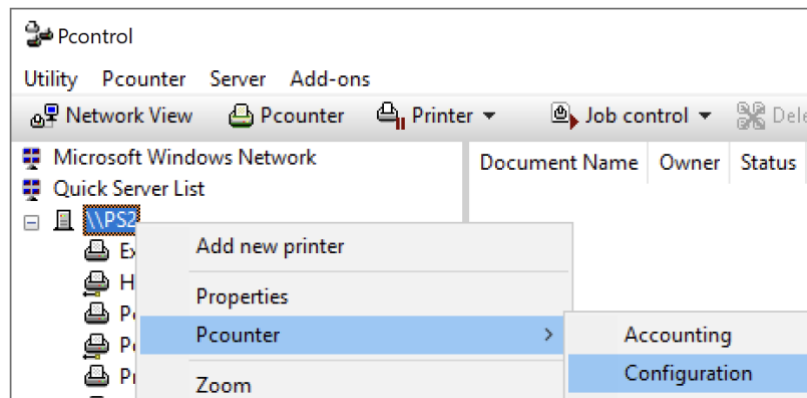 Pcontrol
Utility Pcounter Server Add-ons
Network View Pcounter Printer Job control
Microsoft Windows Network
Document Name Owner Status
Quick Server List
\\PS2
Add new printer
Properties
Pcounter
Accounting
Configuration
Zoom